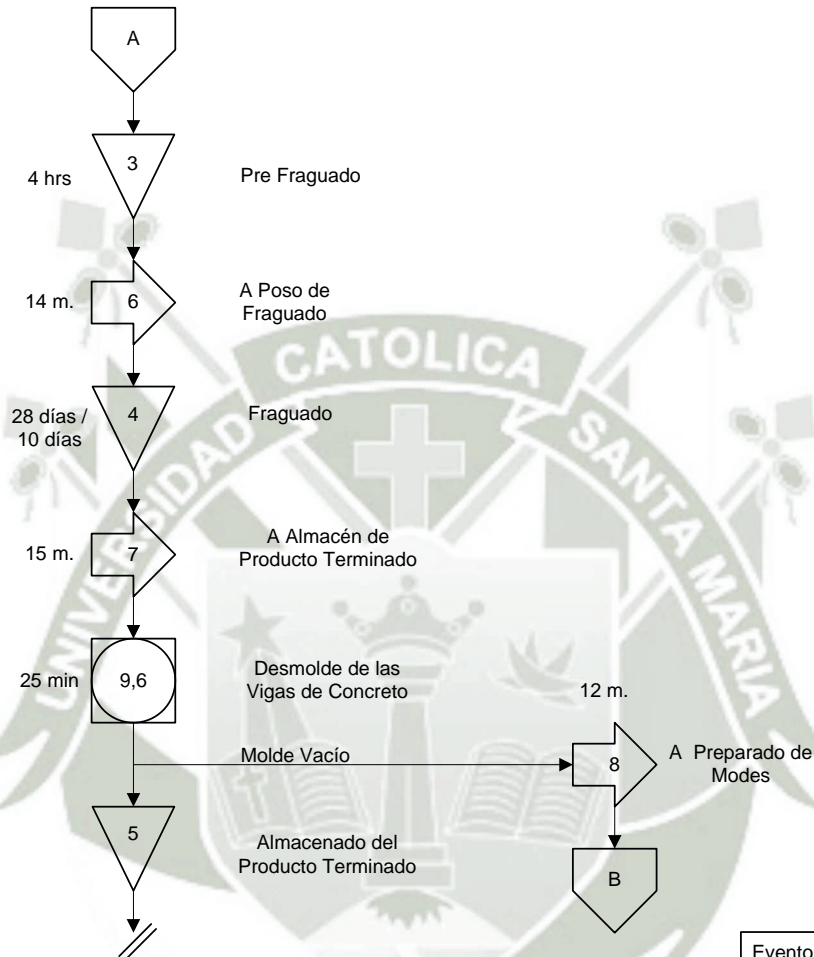 A
3
4 hrs
Pre Fraguado
14 m.
6
A Poso de
Fraguado
28 días /
10 días
4
Fraguado
15 m.
7
A Almacén de
Producto Terminado
25 min
9,6
Desmolde de las
Vigas de Concreto
12 m.
Molde Vacío
8
A Preparado de
Modes
5
Almacenado del
Producto Terminado
B
Evento
UNIVERSIDAD
CATOLICA
SANTA MARIA